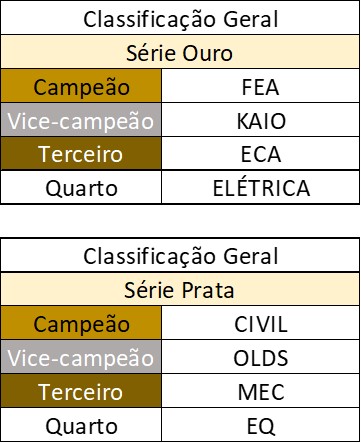 Classificação Geral
Série Ouro
Campeão FEA
Vice-campeão KAIO
Terceiro ECA
Quarto ELÉTRICA
Classificação Geral
Série Prata
Campeão CIVIL
Vice-campeão OLDS
Terceiro MEC
Quarto EQ